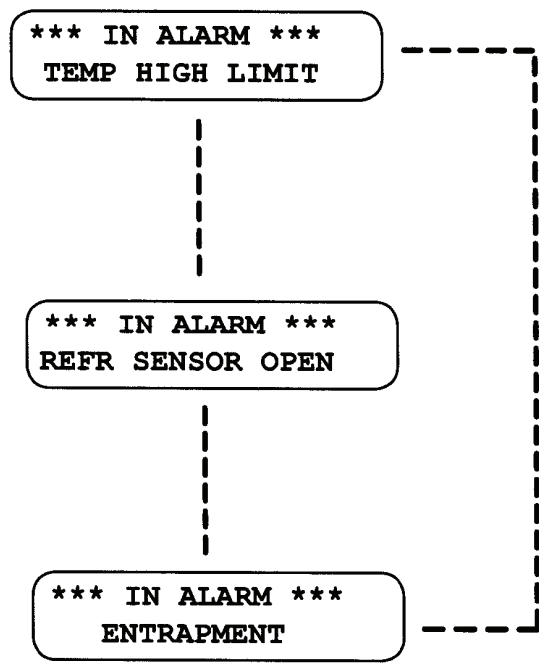 *** IN ALARM ***
TEMP HIGH LIMIT
*** IN ALARM ***
REFR SENSOR OPEN
*** IN ALARM ***
ENTRAPMENT